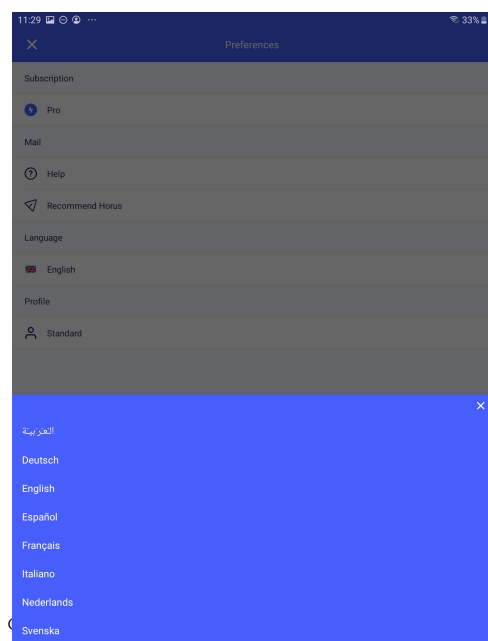 11:29 33%
Preferences
Subscription
Pro
Mail
Help
Recommend Horus
Language
English
Profile
Standard
العَرَبِيَّة
Deutsch
English
Español
Français
Italiano
Nederlands
Svenska